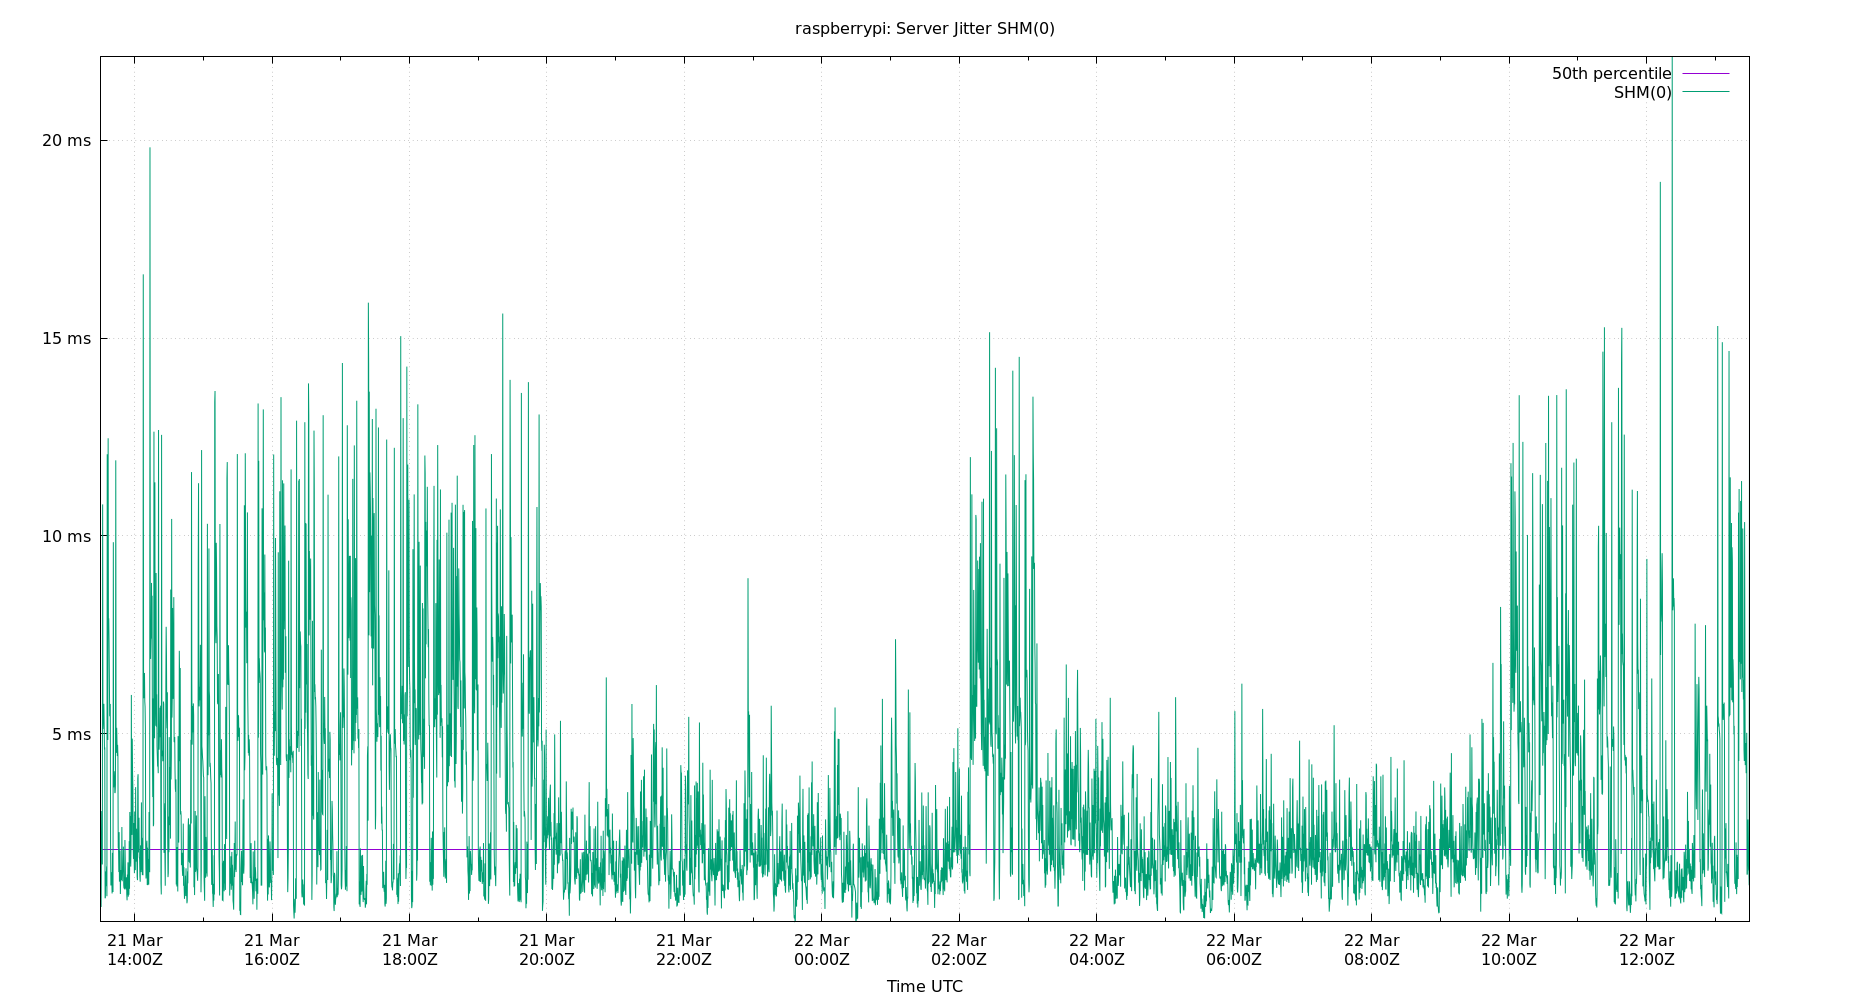 raspberrypi: Server Jitter SHM(0)
50th percentile
SHM(0)
20 ms
15 ms
10 ms
5 ms
21 Mar 21 Mar 21 Mar 21 Mar 21 Mar 22 Mar 22 Mar 22 Mar 22 Mar 22 Mar 22 Mar 22 Mar
14:00Z 16:00Z 18:00Z 20:00Z 22:00Z 00:00Z 02:00Z 04:00Z 06:00Z 08:00Z 10:00Z 12:00Z
Time UTC